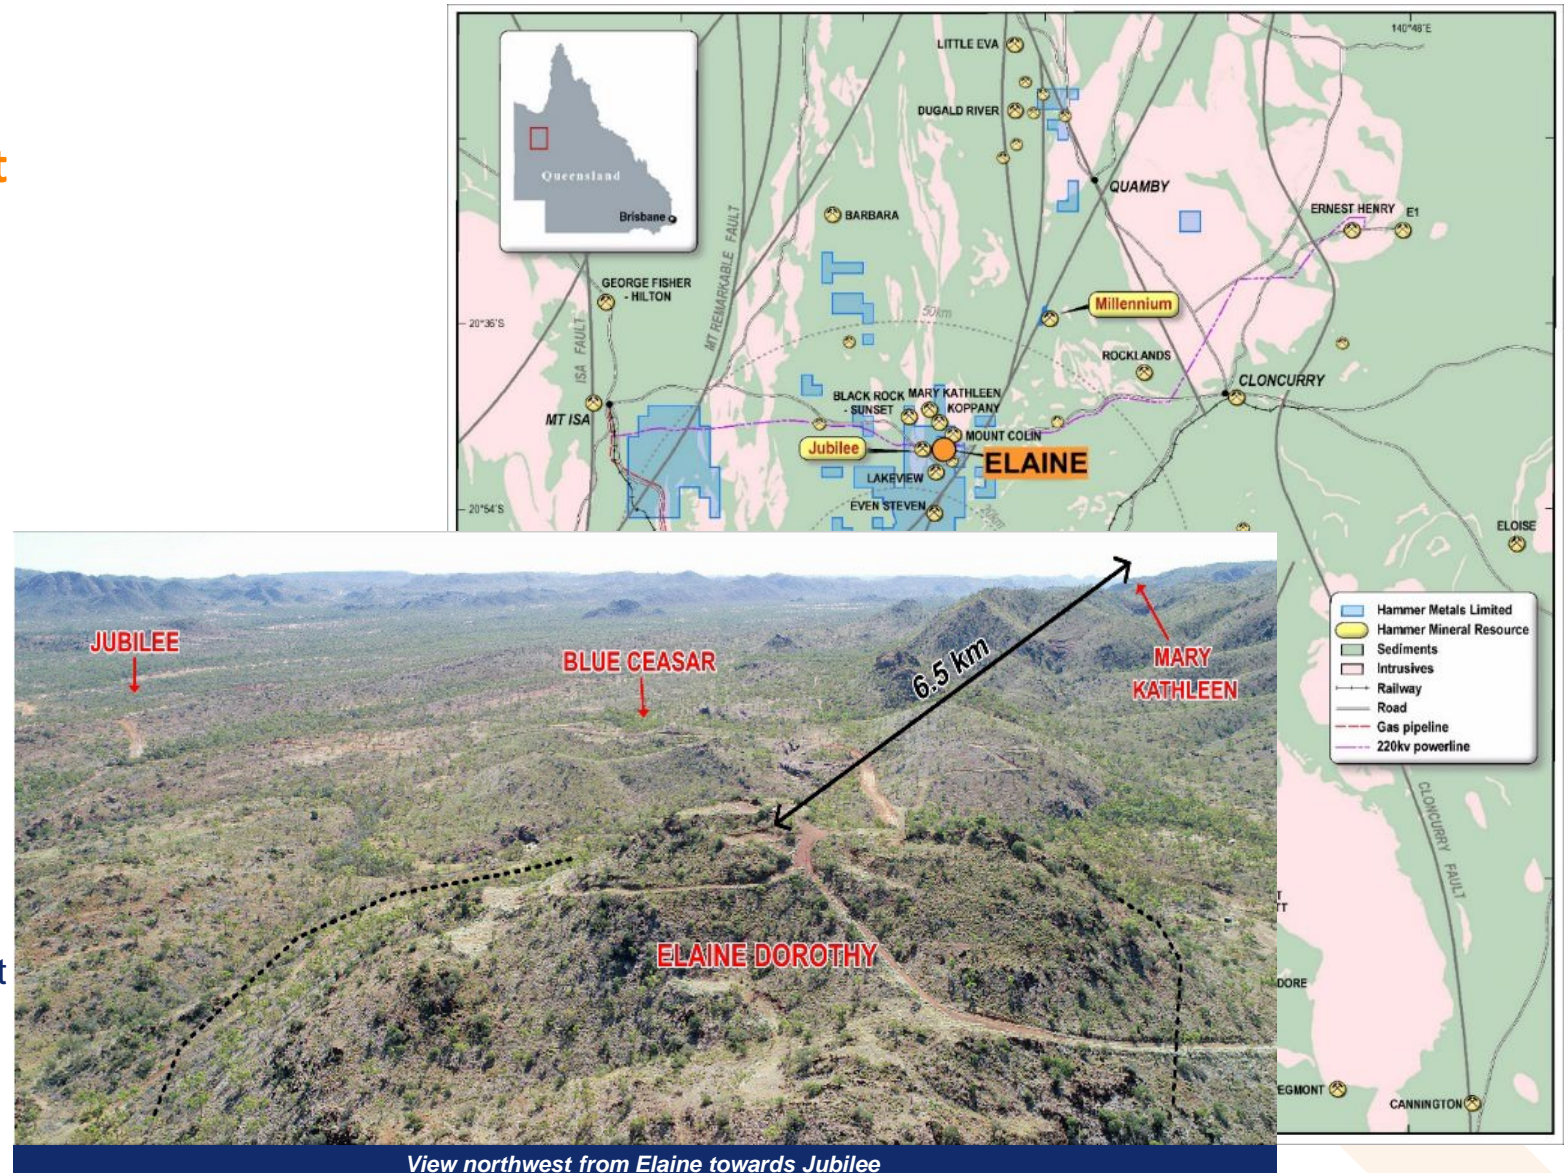 t
t
Queensland
Brisbane
140°48'E
LITTLE EVA
DUGALD RIVER
QUAMBY
BARBARA
ERNEST HENRY
E1
MT REMARKABLE FAULT
GEORGE FISHER
- HILTON
ISA FAULT
20°36'S
50km
Millennium
ROCKLANDS
CLONCURRY
MT ISA
BLACK ROCK
- SUNSET
MARY KATHLEEN
KOPPANY
MOUNT COLIN
Jubilee
ELAINE
LAKEVIEW
EVEN STEVEN
20°54'S
ELOISE
Hammer Metals Limited
Hammer Mineral Resource
Sediments
Intrusives
Railway
Road
Gas pipeline
220kv powerline
CLONCURRY FAULT
T
TT
DORE
EGMONT
CANNINGTON
JUBILEE
BLUE CEASAR
6.5 km
MARY
KATHLEEN
ELAINE DOROTHY
View northwest from Elaine towards Jubilee